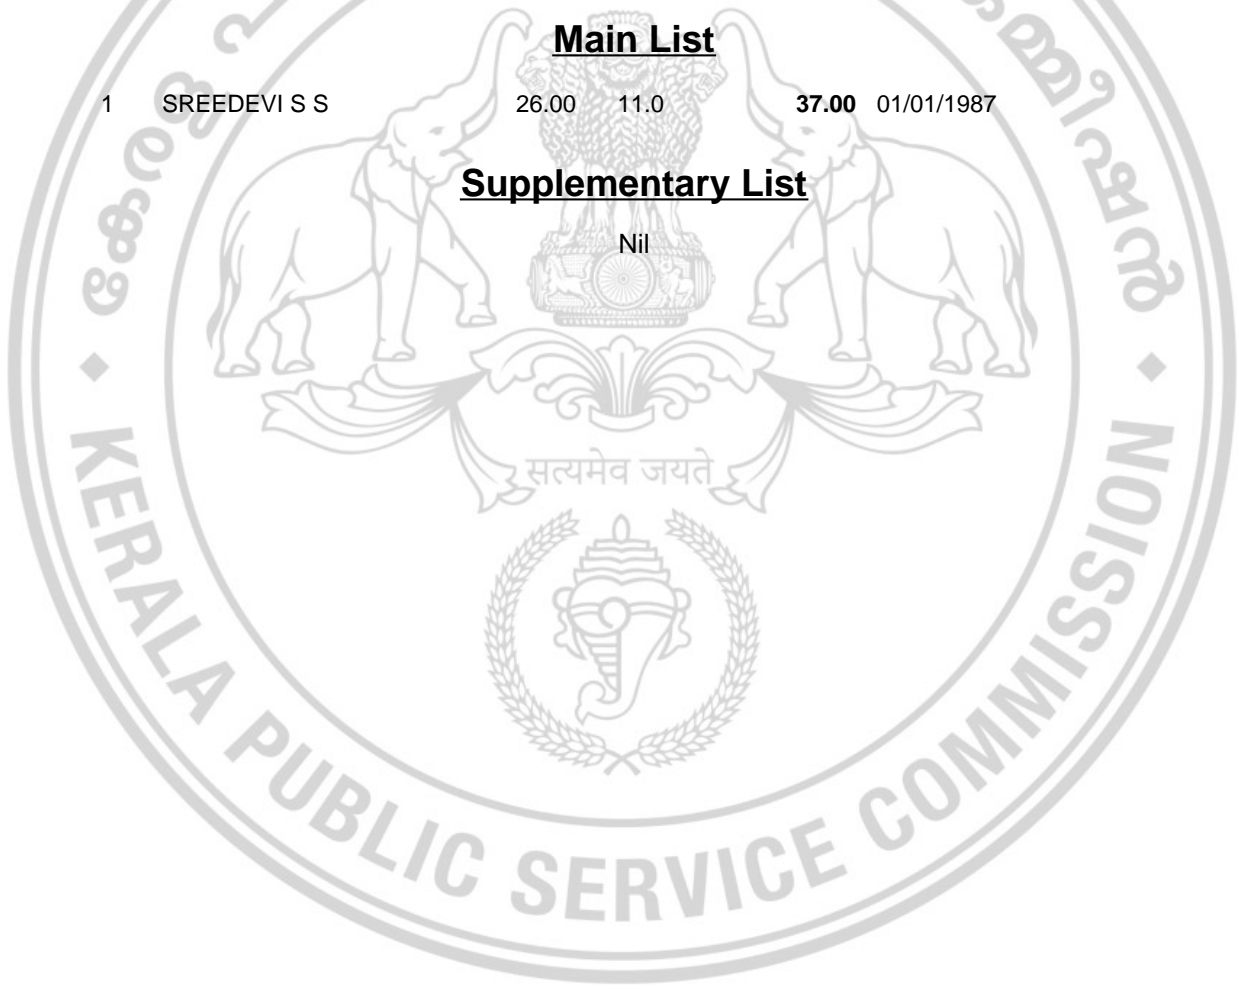 Main List
1 SREEDEVI S S 26.00 11.0 37.00 01/01/1987
Supplementary List
Nil
सत्यमेव जयते
KERALA PUBLIC SERVICE COMMISSION
കേരള